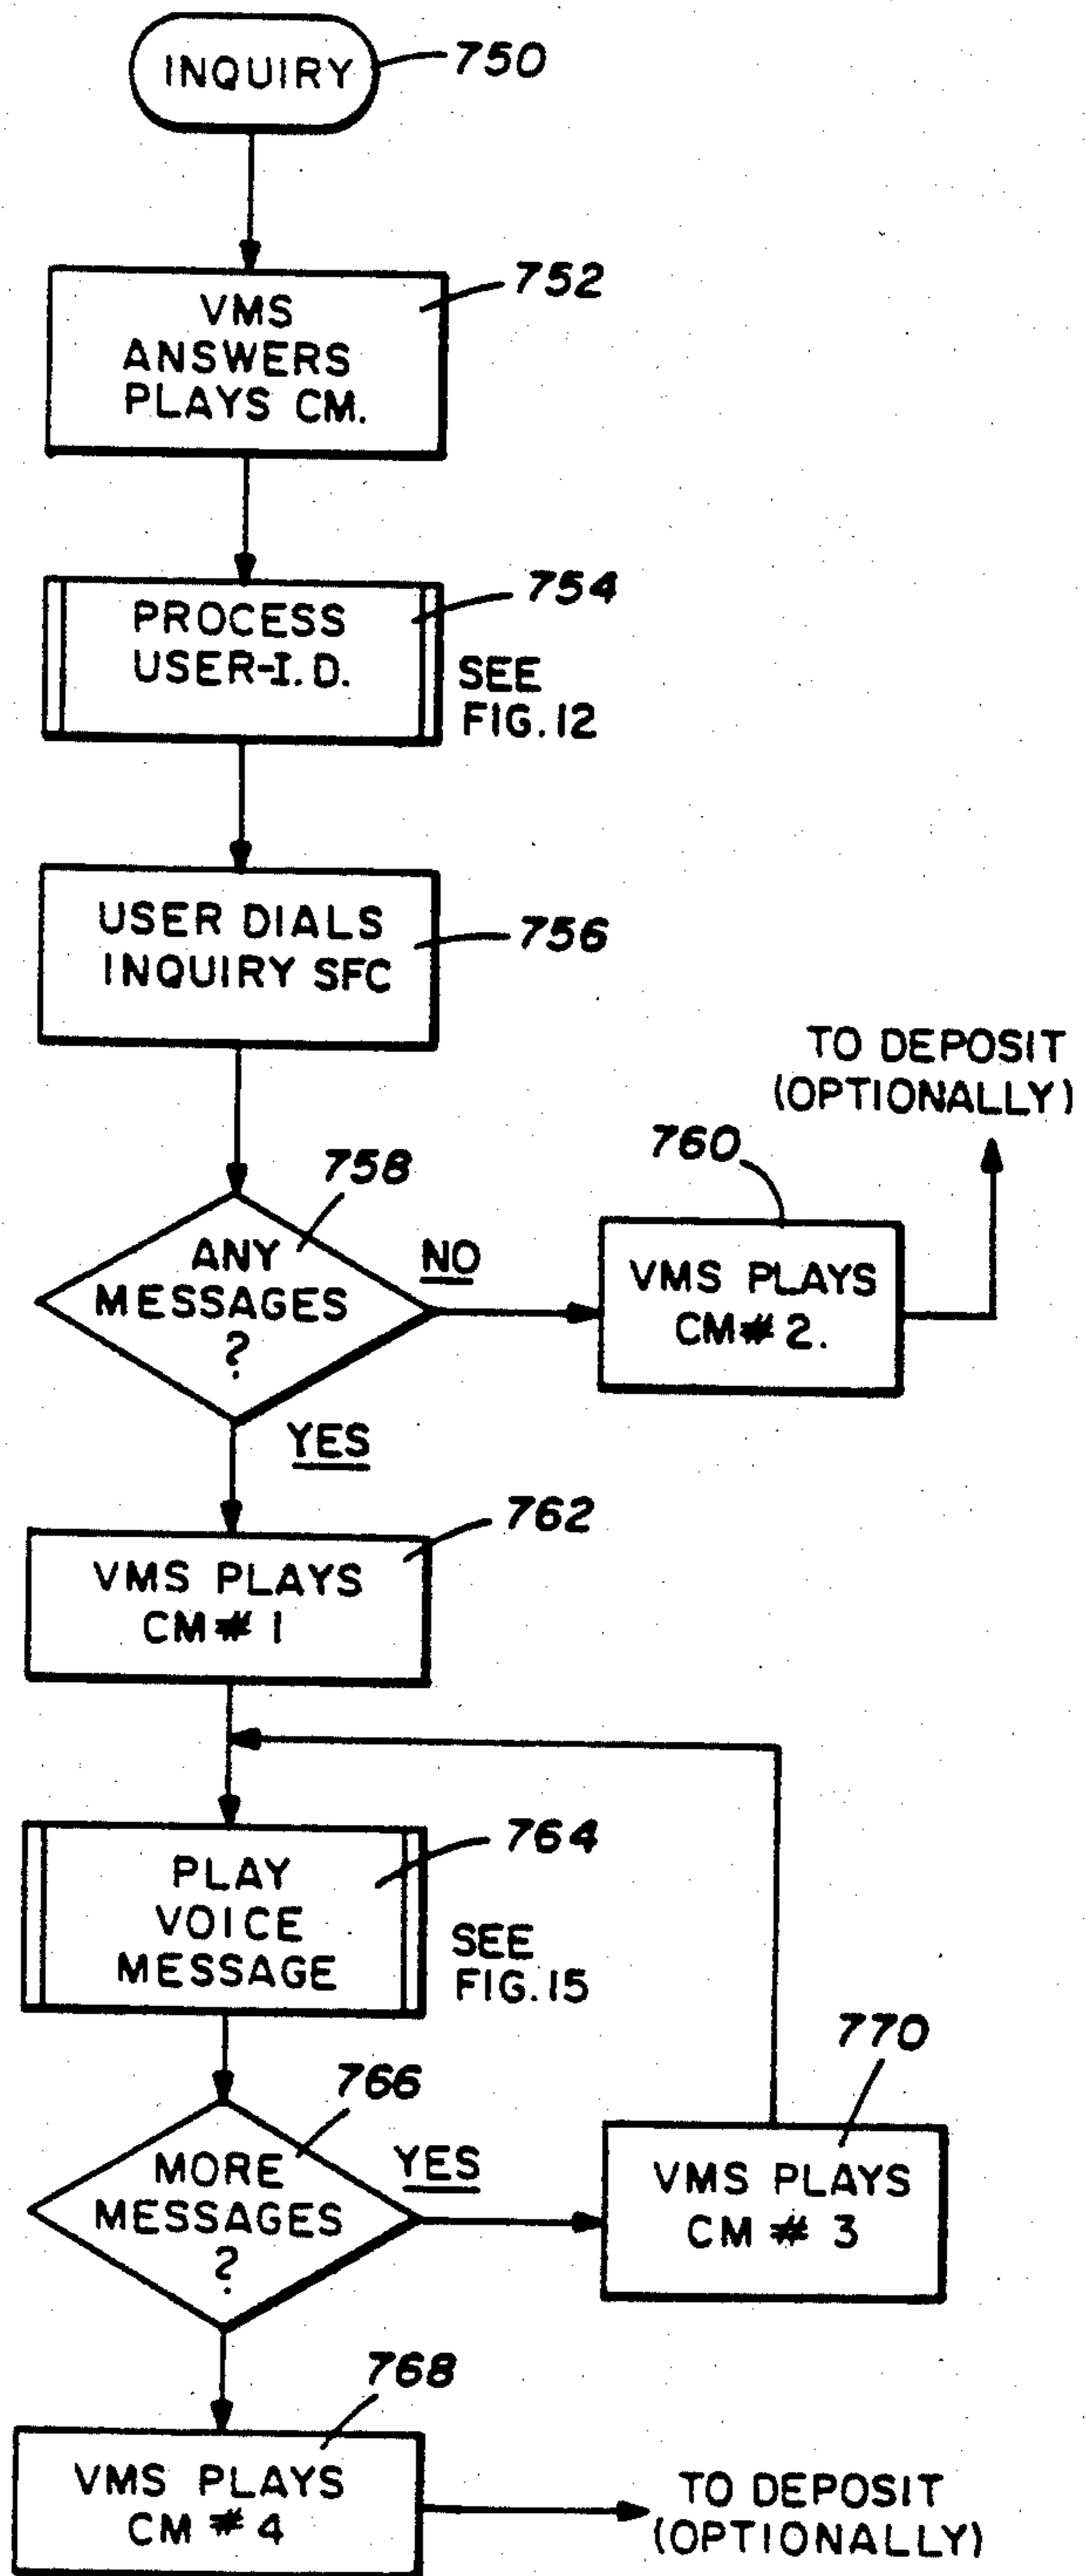 INQUIRY
750
752
VMS
ANSWERS
PLAYS CM.
754
PROCESS
USER-I.D.
SEE
FIG.12
USER DIALS
INQUIRY SFC
756
TO DEPOSIT
(OPTIONALLY)
760
758
ANY
MESSAGES
?
NO
VMS PLAYS
CM# 2.
YES
762
VMS PLAYS
CM# 1
764
PLAY
VOICE
MESSAGE
SEE
FIG.15
770
766
MORE
MESSAGES
?
YES
VMS PLAYS
CM # 3
768
VMS PLAYS
CM # 4
TO DEPOSIT
(OPTIONALLY)